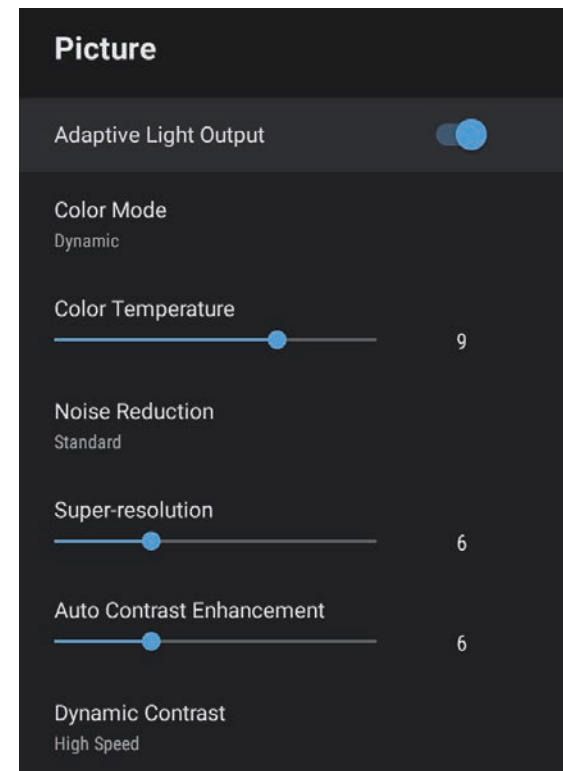 Picture
Adaptive Light Output
Color Mode
Dynamic
Color Temperature
9
Noise Reduction
Standard
Super-resolution
6
Auto Contrast Enhancement
6
Dynamic Contrast
High Speed